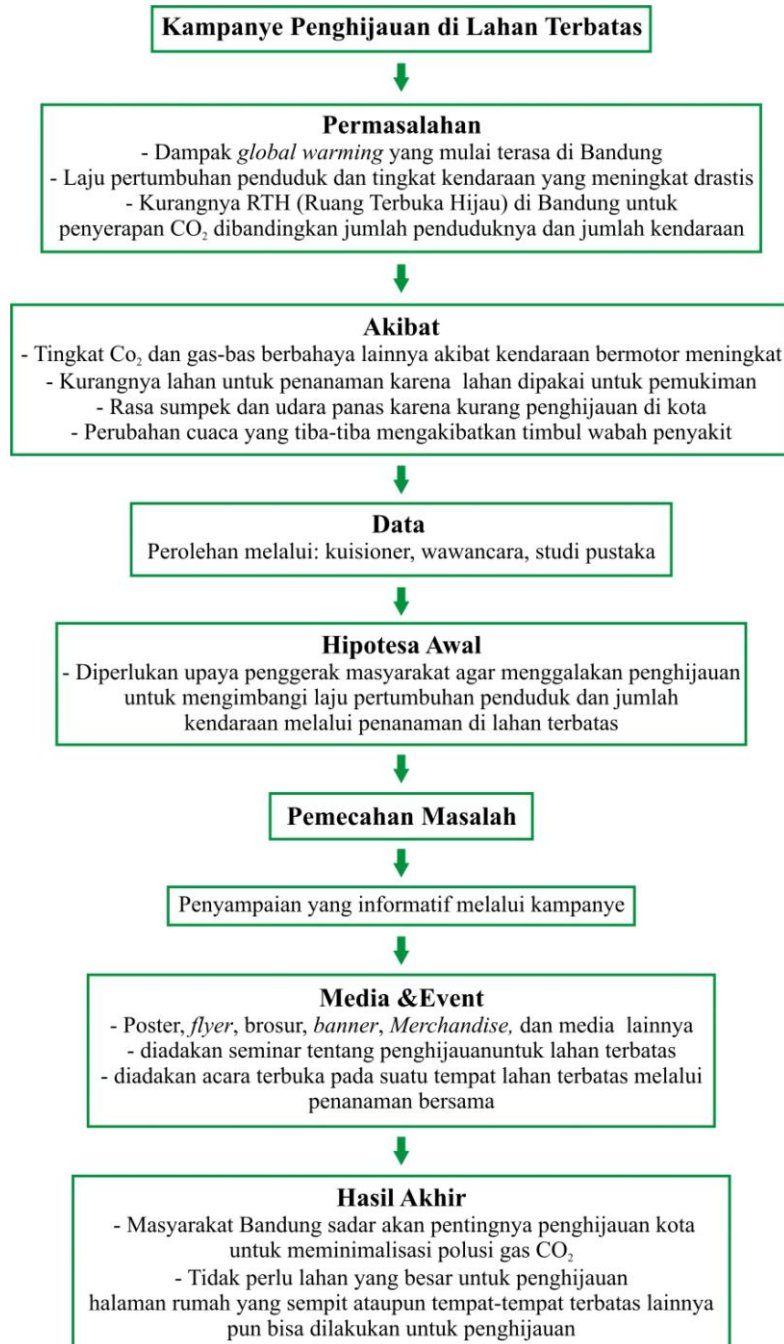 Kampanye Penghijauan di Lahan Terbatas
Permasalahan
- Dampak global warming yang mulai terasa di Bandung
- Laju pertumbuhan penduduk dan tingkat kendaraan yang meningkat drastis
- Kurangnya RTH (Ruang Terbuka Hijau) di Bandung untuk
penyerapan CO₂ dibandingkan jumlah penduduknya dan jumlah kendaraan
Akibat
- Tingkat Co₂ dan gas-bas berbahaya lainnya akibat kendaraan bermotor meningkat
- Kurangnya lahan untuk penanaman karena lahan dipakai untuk pemukiman
- Rasa sumpek dan udara panas karena kurang penghijauan di kota
- Perubahan cuaca yang tiba-tiba mengakibatkan timbul wabah penyakit
Data
Perolehan melalui: kuisioner, wawancara, studi pustaka
Hipotesa Awal
- Diperlukan upaya penggerak masyarakat agar menggalakan penghijauan
untuk mengimbangi laju pertumbuhan penduduk dan jumlah
kendaraan melalui penanaman di lahan terbatas
Pemecahan Masalah
Penyampaian yang informatif melalui kampanye
Media &Event
- Poster, flyer, brosur, banner, Merchandise, dan media lainnya
- diadakan seminar tentang penghijauanuntuk lahan terbatas
- diadakan acara terbuka pada suatu tempat lahan terbatas melalui
penanaman bersama
Hasil Akhir
- Masyarakat Bandung sadar akan pentingnya penghijauan kota
untuk meminimalisasi polusi gas CO₂
- Tidak perlu lahan yang besar untuk penghijauan
halaman rumah yang sempit ataupun tempat-tempat terbatas lainnya
pun bisa dilakukan untuk penghijauan